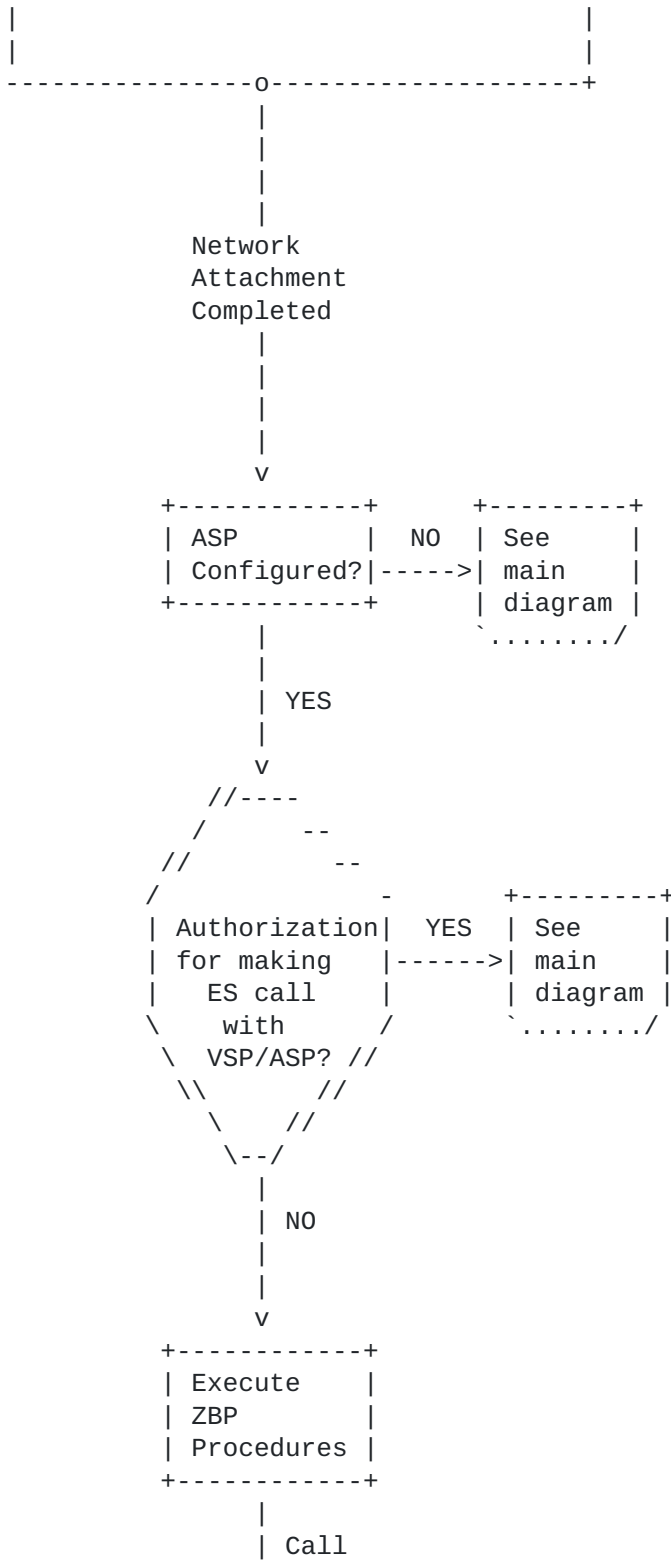 |                                    |
|                                    |
----------------o--------------------+
                |
                |
                |
                |
            Network
            Attachment
            Completed
                |
                |
                |
                |
                v
          +------------+      +---------+
          | ASP        |  NO  | See     |
          | Configured?|----->| main    |
          +------------+      | diagram |
                |             `......../
                |
                | YES
                |
                v
             //----
            /      --
          //         --
         /              -       +---------+
         | Authorization|  YES  | See     |
         | for making   |------>| main    |
         |   ES call    |       | diagram |
         \    with      /       `......../
          \  VSP/ASP? //
           \\       //
             \    //
              \--/
                |
                | NO
                |
                |
                v
          +------------+
          | Execute    |
          | ZBP        |
          | Procedures |
          +------------+
                |
                | Call